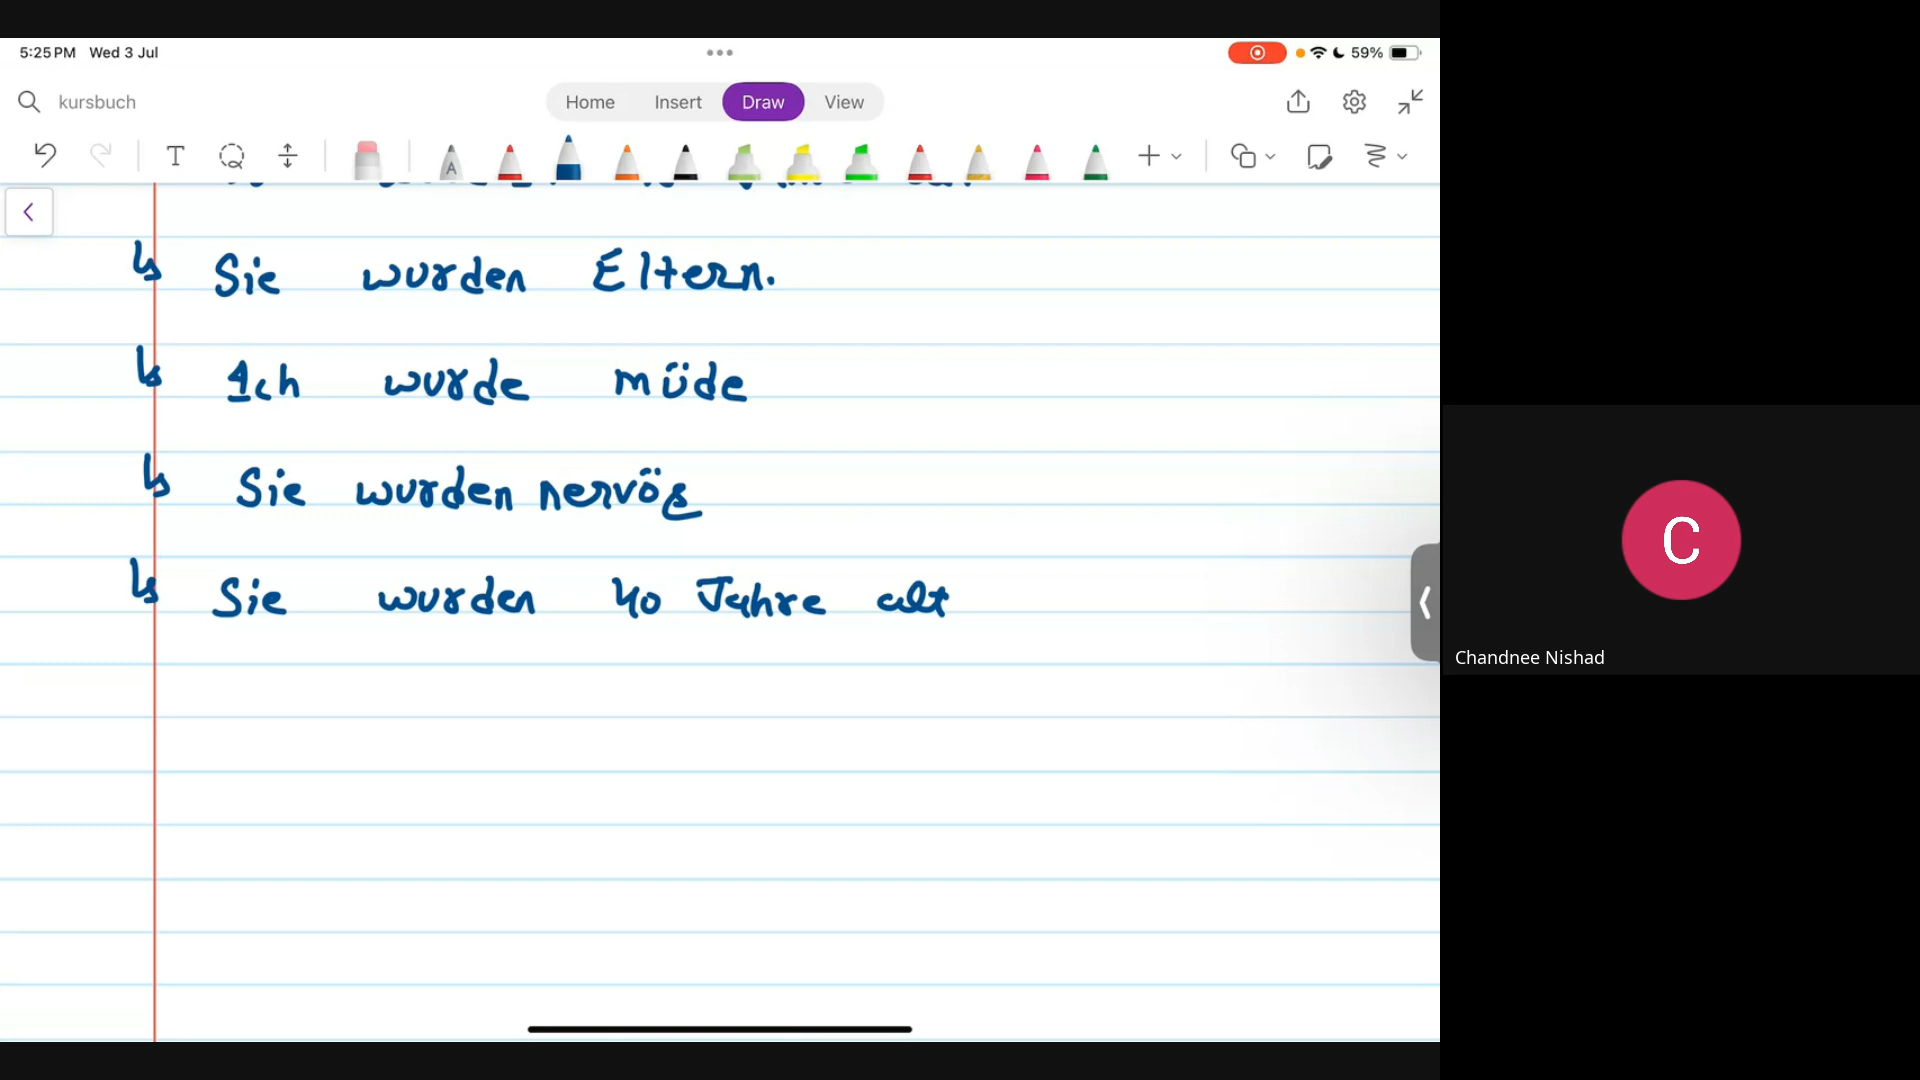 5:25 PM Wed 3 Jul
59%
kursbuch
Home Insert Draw View
Sie wurden Eltern.
Ich wurde müde
Sie wurden nervös
Sie wurden 40 Jahre alt
C
Chandnee Nishad